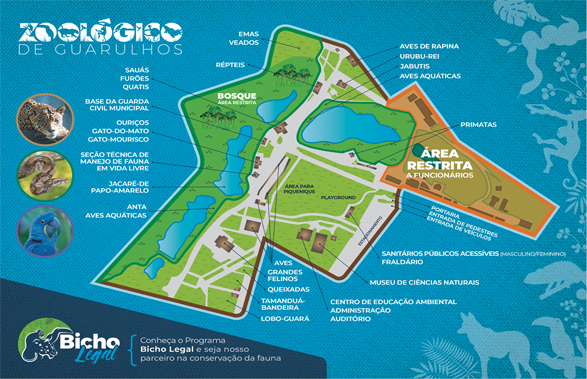 ZOOLÓGICO
DE GUARULHOS
EMAS
VEADOS
RÉPTEIS
SAUÁS
FURÕES
QUATIS
BASE DA GUARDA
CIVIL MUNICIPAL
OURIÇOS
GATO-DO-MATO
GATO-MOURISCO
SEÇÃO TÉCNICA DE
MANEJO DE FAUNA
EM VIDA LIVRE
JACARÉ-DE
PAPO-AMARELO
ANTA
AVES AQUÁTICAS
BOSQUE
ÁREA RESTRITA
AVES DE RAPINA
URUBU-REI
JABUTIS
AVES AQUÁTICAS
PRIMATAS
ÁREA
RESTRITA
A FUNCIONÁRIOS
ÁREA PARA
PIQUENIQUE
PLAYGROUND
ESTACIONAMENTO
PORTARIA
ENTRADA DE PEDESTRES
ENTRADA DE VEÍCULOS
SANITÁRIOS PÚBLICOS ACESSÍVEIS (MASCULINO/FEMININO)
FRALDÁRIO
MUSEU DE CIÊNCIAS NATURAIS
CENTRO DE EDUCAÇÃO AMBIENTAL
ADMINISTRAÇÃO
AUDITÓRIO
AVES
GRANDES
FELINOS
QUEIXADAS
TAMANDUÁ-
BANDEIRA
LOBO-GUARÁ
Bicho
Legal
Conheça o Programa
Bicho Legal e seja nosso
parceiro na conservação da fauna